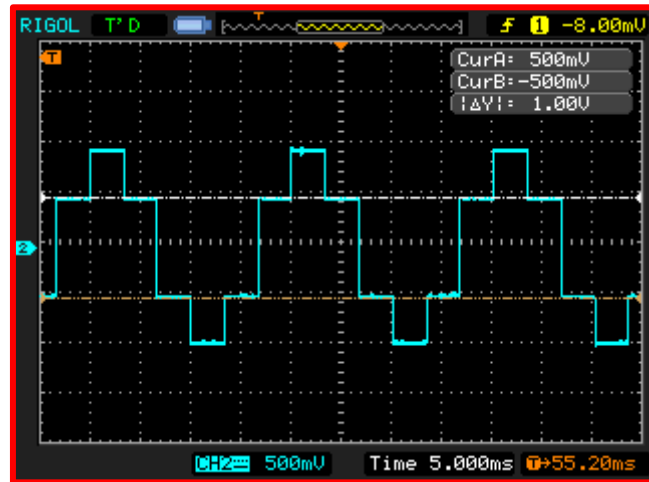 RIGOL T'D T 1 -8.00mV
T
CurA: 500mV
CurB:-500mV
|ΔY|: 1.00V
2
CH2 500mV Time 5.000ms T→55.20ms